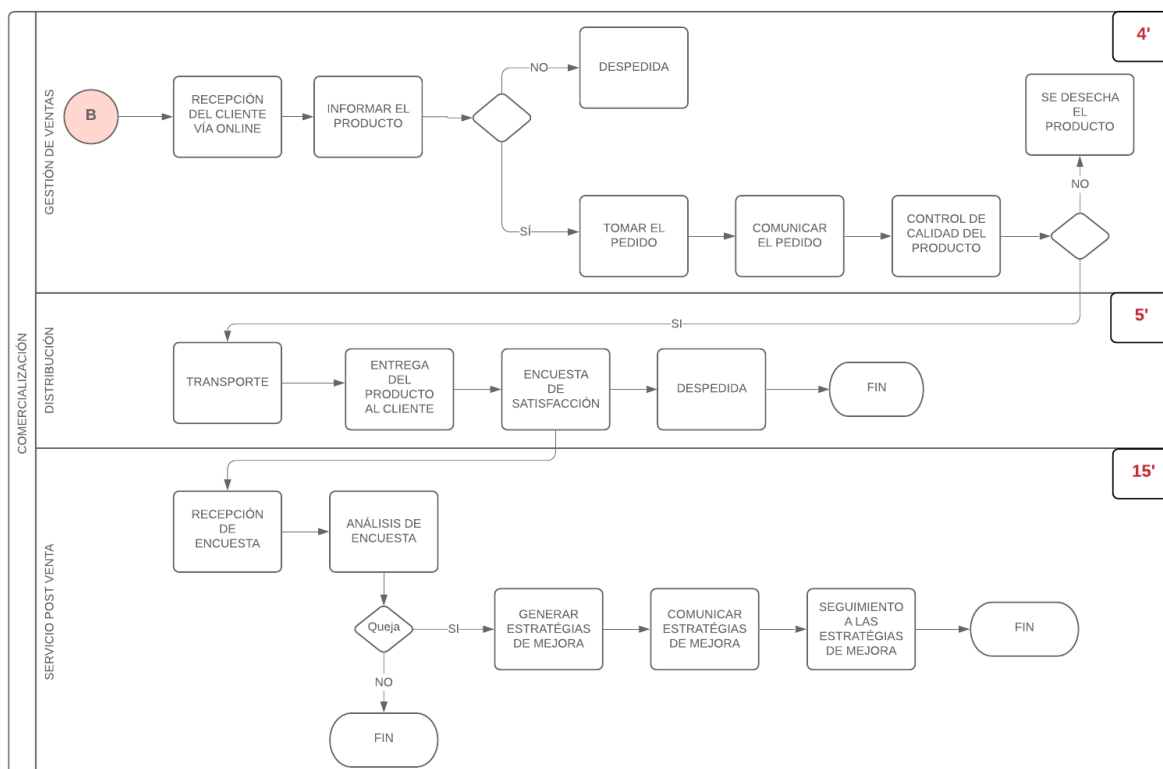 COMERCIALIZACIÓN
GESTIÓN DE VENTAS
4'
B
RECEPCIÓN
DEL CLIENTE
VÍA ONLINE
INFORMAR EL
PRODUCTO
NO
DESPEDIDA
SÍ
TOMAR EL
PEDIDO
COMUNICAR
EL PEDIDO
CONTROL DE
CALIDAD DEL
PRODUCTO
NO
SE DESECHA
EL
PRODUCTO
SI
DISTRIBUCIÓN
5'
TRANSPORTE
ENTREGA
DEL
PRODUCTO
AL CLIENTE
ENCUESTA
DE
SATISFACCIÓN
DESPEDIDA
FIN
SERVICIO POST VENTA
15'
RECEPCIÓN
DE
ENCUESTA
ANÁLISIS DE
ENCUESTA
Queja
SI
GENERAR
ESTRATÉGIAS
DE MEJORA
COMUNICAR
ESTRATÉGIAS
DE MEJORA
SEGUIMIENTO
A LAS
ESTRATÉGIAS
DE MEJORA
FIN
NO
FIN